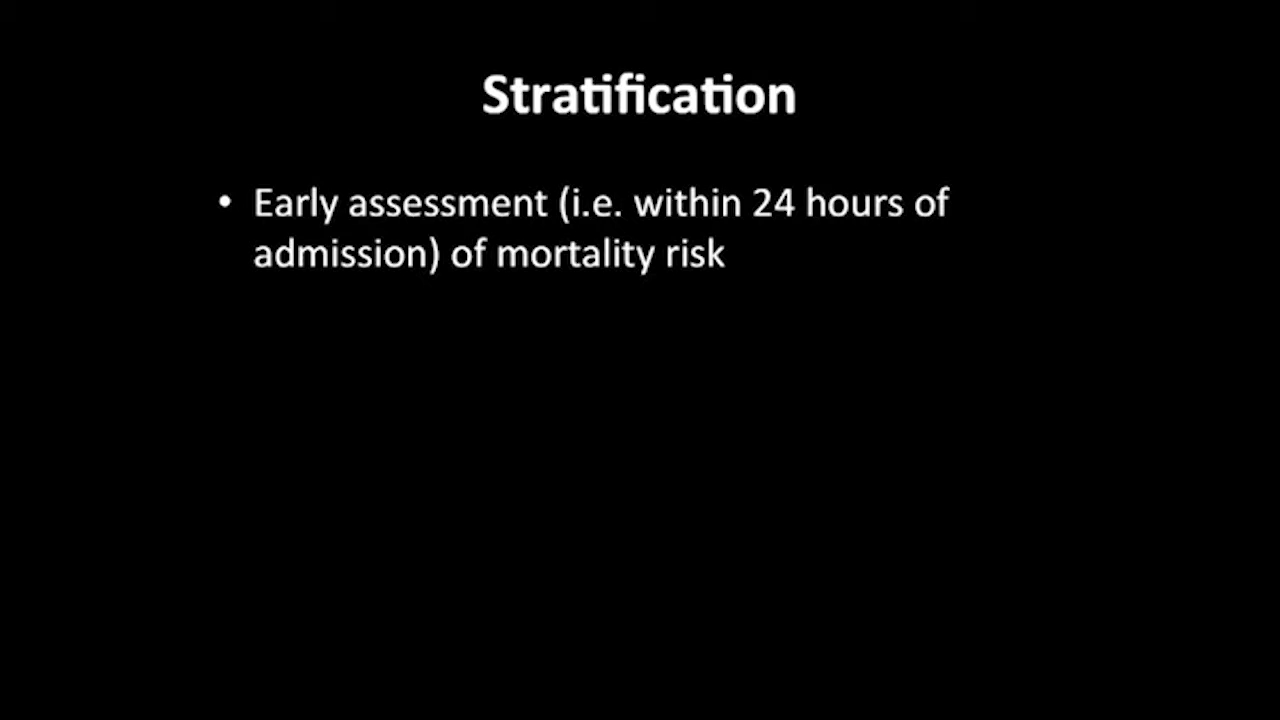 Stratification
• Early assessment (i.e. within 24 hours of
admission) of mortality risk